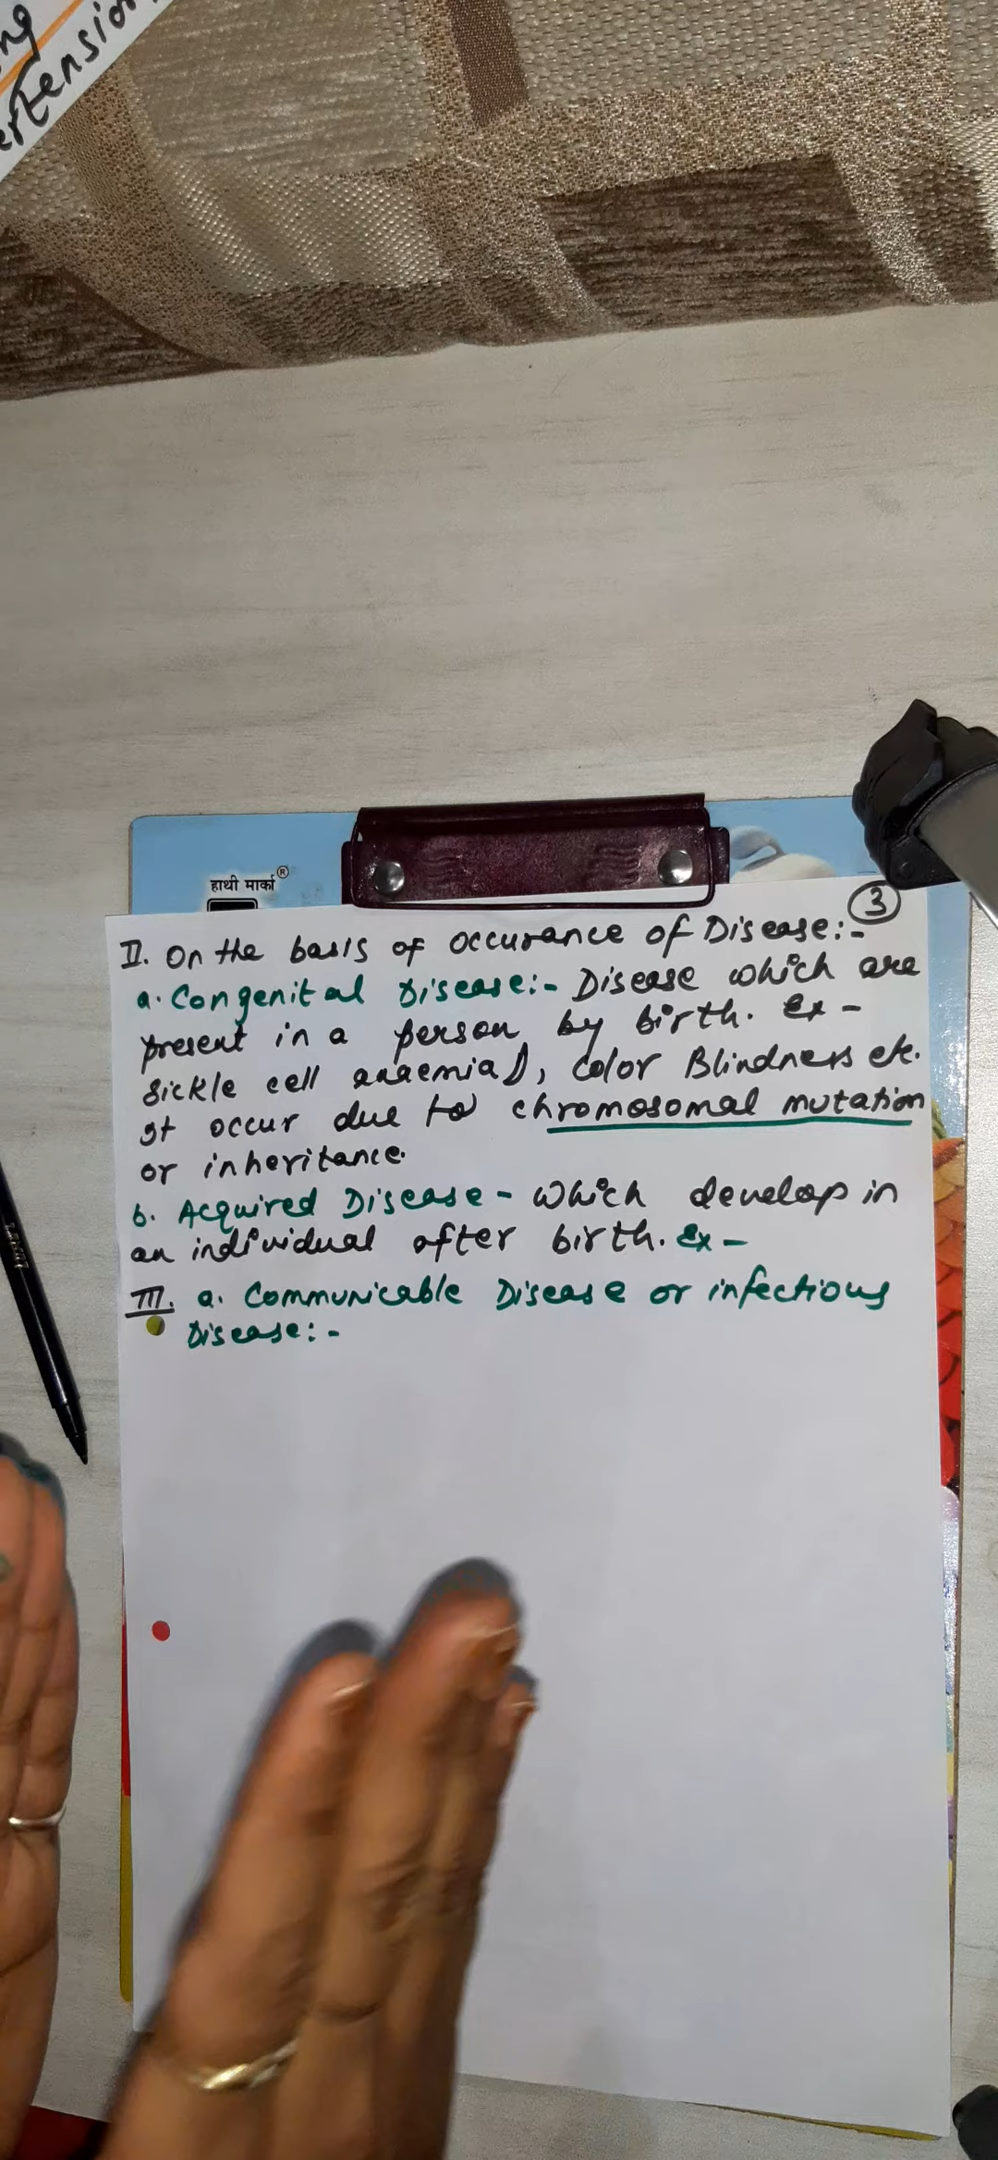 ng
ertension
हाथी मार्का®
3
II. On the basis of occurance of Disease:-
a. Congenital Disease:- Disease which are
present in a person by birth. Ex -
Sickle cell anaemia), Color Blindness etc.
It occur due to chromosomal mutation
or inheritance.
b. Acquired Disease - which develop in
an individual after birth. Ex -
III. a. Communicable Disease or infectious
Disease:-